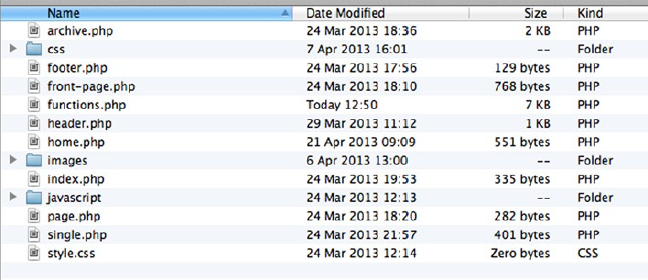 Name Date Modified Size Kind
archive.php 24 Mar 2013 18:36 2 KB PHP
css 7 Apr 2013 16:01 -- Folder
footer.php 24 Mar 2013 17:56 129 bytes PHP
front-page.php 24 Mar 2013 18:10 768 bytes PHP
functions.php Today 12:50 7 KB PHP
header.php 29 Mar 2013 11:12 1 KB PHP
home.php 21 Apr 2013 09:09 551 bytes PHP
images 6 Apr 2013 13:00 -- Folder
index.php 24 Mar 2013 19:53 335 bytes PHP
javascript 24 Mar 2013 12:13 -- Folder
page.php 24 Mar 2013 18:20 282 bytes PHP
single.php 24 Mar 2013 21:57 401 bytes PHP
style.css 24 Mar 2013 12:14 Zero bytes CSS